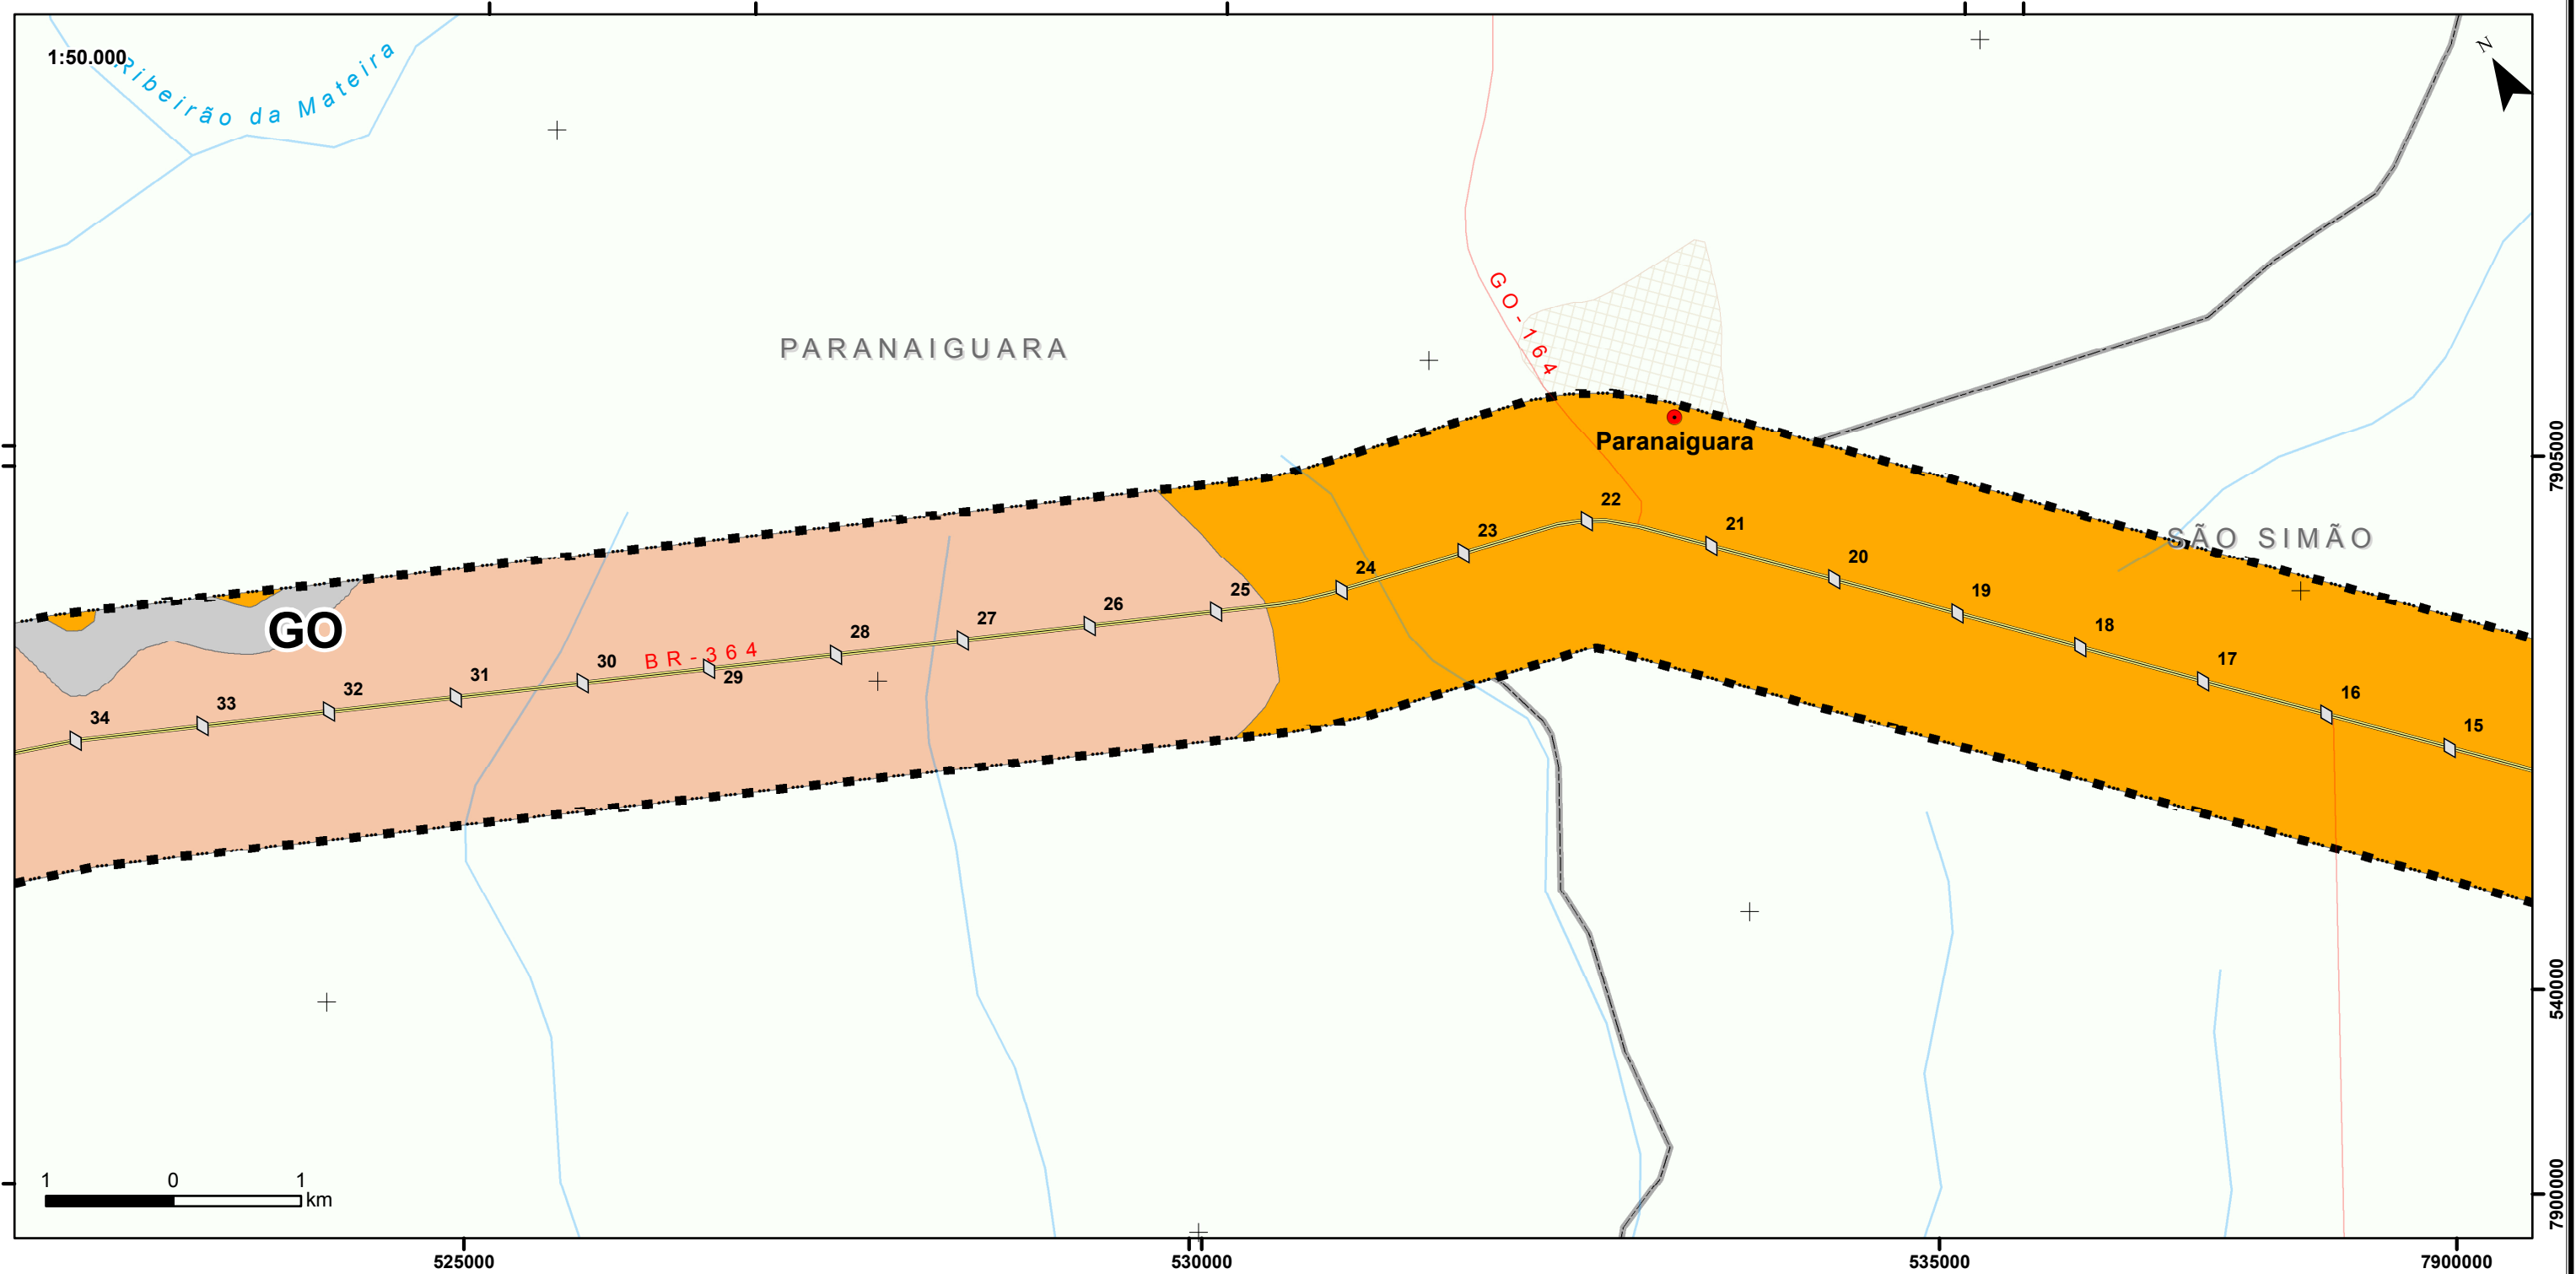 1:50.000
Ribeirão da Mateira
N
PARANAIGUARA
GO-164
Paranaiguara
SÃO SIMÃO
GO
BR-364
34
33
32
31
30
29
28
27
26
25
24
23
22
21
20
19
18
17
16
15
7905000
540000
7900000
1 0 1
km
525000
530000
535000
7900000